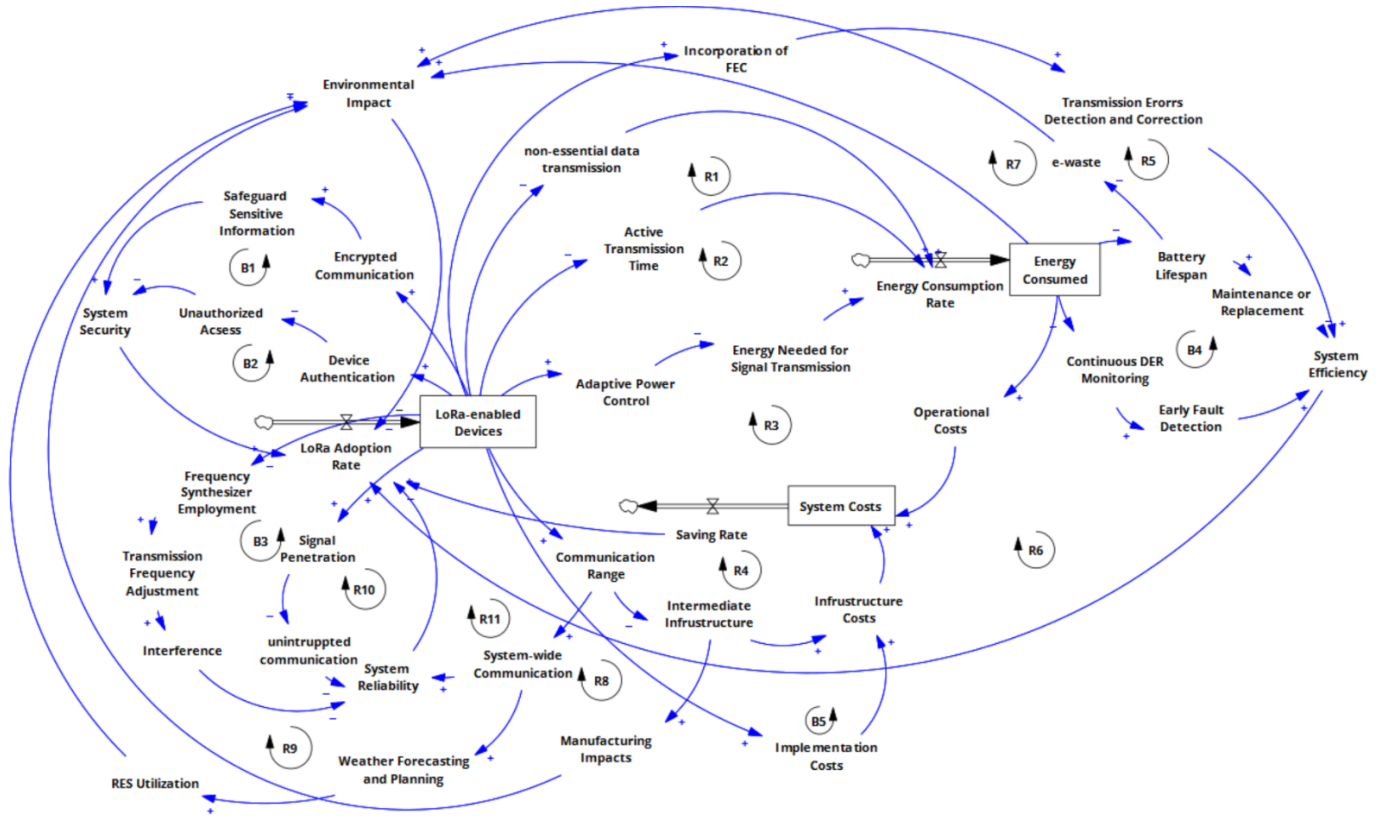 Incorporation of
FEC
Environmental
Impact
Transmission Erorrs
Detection and Correction
non-essential data
transmission
R1
R7
e-waste
R5
Safeguard
Sensitive
Information
Active
Transmission
Time
R2
B1
Encrypted
Communication
Energy
Consumed
Battery
Lifespan
Energy Consumption
Rate
Maintenance or
Replacement
System
Security
Unauthorized
Acsess
B2
Device
Authentication
Energy Needed for
Signal Transmission
B4
Continuous DER
Monitoring
System
Efficiency
Adaptive Power
Control
LoRa-enabled
Devices
Operational
Costs
Early Fault
Detection
R3
LoRa Adoption
Rate
Frequency
Synthesizer
Employment
System Costs
B3
Signal
Penetration
Saving Rate
R6
Transmission
Frequency
Adjustment
Communication
Range
R4
R10
Intermediate
Infrastructure
Infrastructure
Costs
R11
Interference
unintruppted
communication
System
Reliability
System-wide
Communication
R8
B5
R9
Weather Forecasting
and Planning
Manufacturing
Impacts
Implementation
Costs
RES Utilization